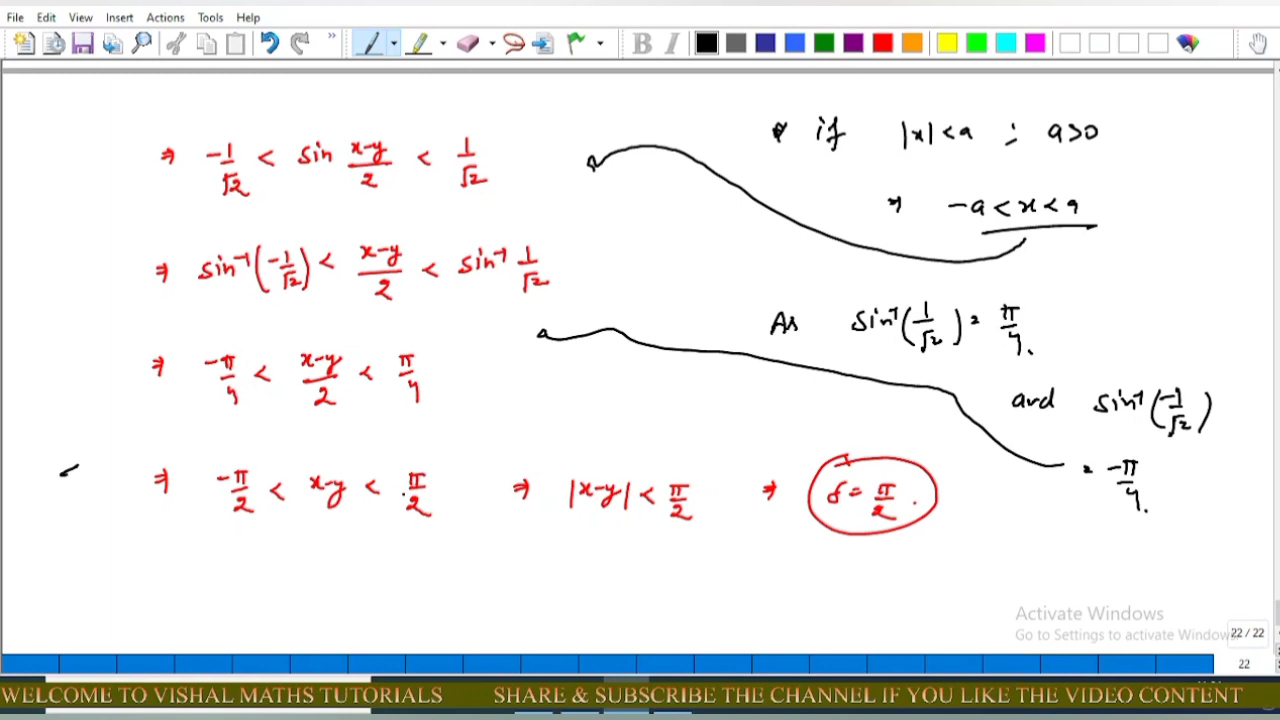 File Edit View Insert Actions Tools Help
⇒ -1/√2 < sin x-y/2 < 1/√2
if |x| < a ; a>0
⇒ -a < x < a
⇒ sin⁻¹(-1/√2) < x-y/2 < sin⁻¹ 1/√2
As sin⁻¹(1/√2) = π/4.
⇒ -π/4 < x-y/2 < π/4
and sin⁻¹(-1/√2)
= -π/4.
⇒ -π/2 < x-y < π/2 ⇒ |x-y| < π/2 ⇒ δ = π/2.
Activate Windows
Go to Settings to activate Windows
22 / 22
22
WELCOME TO VISHAL MATHS TUTORIALS SHARE & SUBSCRIBE THE CHANNEL IF YOU LIKE THE VIDEO CONTENT